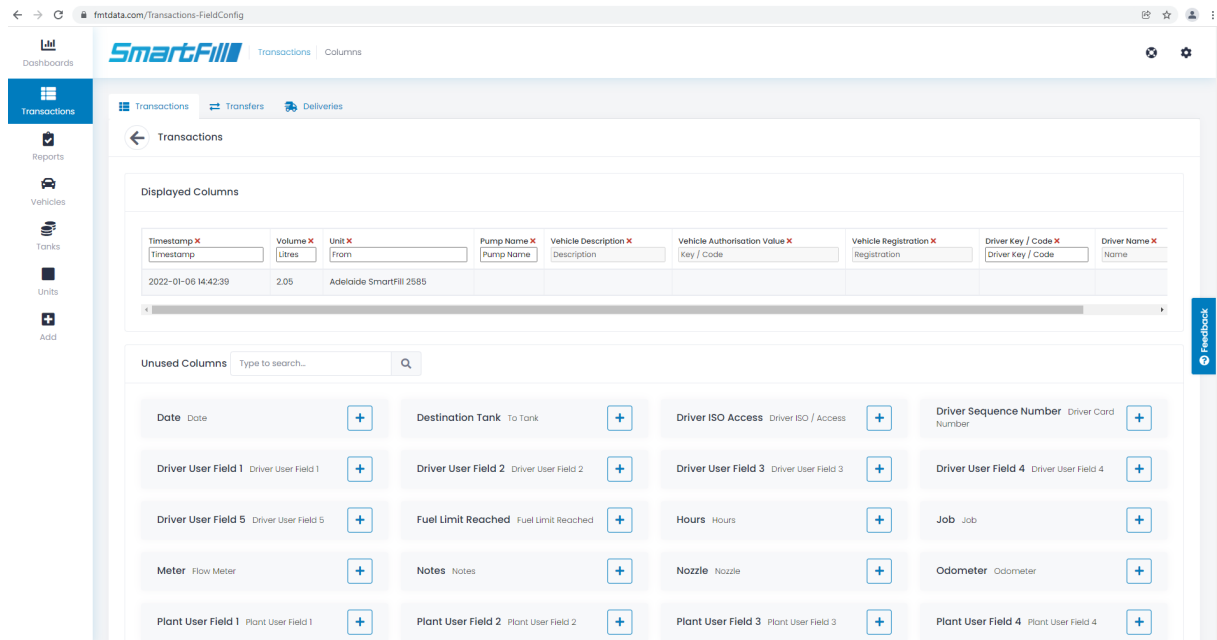 fmtdata.com/Transactions-FieldConfig
Dashboards
SmartFill
Transactions Columns
Transactions
Reports
Vehicles
Tanks
Units
Add
Transactions Transfers Deliveries
Transactions
Displayed Columns
Timestamp Volume Unit Pump Name Vehicle Description Vehicle Authorisation Value Vehicle Registration Driver Key / Code Driver Name
Timestamp Litres From Pump Name Description Key / Code Registration Driver Key / Code Name
2022-01-06 14:42:39 2.05 Adelaide SmartFill 2585
Feedback
Unused Columns Type to search...
Date Date Destination Tank To Tank Driver ISO Access Driver ISO / Access Driver Sequence Number Driver Card
Number
Driver User Field 1 Driver User Field 1 Driver User Field 2 Driver User Field 2 Driver User Field 3 Driver User Field 3 Driver User Field 4 Driver User Field 4
Driver User Field 5 Driver User Field 5 Fuel Limit Reached Fuel Limit Reached Hours Hours Job Job
Meter Flow Meter Notes Notes Nozzle Nozzle Odometer Odometer
Plant User Field 1 Plant User Field 1 Plant User Field 2 Plant User Field 2 Plant User Field 3 Plant User Field 3 Plant User Field 4 Plant User Field 4